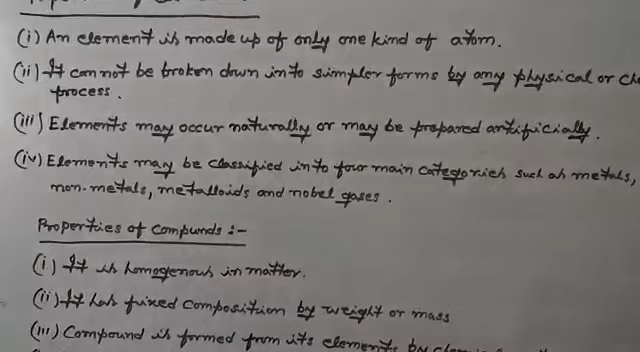 (i) An element is made up of only one kind of atom.
(ii) It cannot be broken down into simpler forms by any physical or
process.
(iii) Elements may occur naturally or may be prepared artificially.
(iv) Elements may be classified into four main categories such as metals,
non-metals, metalloids and nobel gases.
Properties of compunds :-
(i) It is homogenous in matter.
(ii) It has fixed composition by weight or mass
(iii) Compound is formed from its elements by